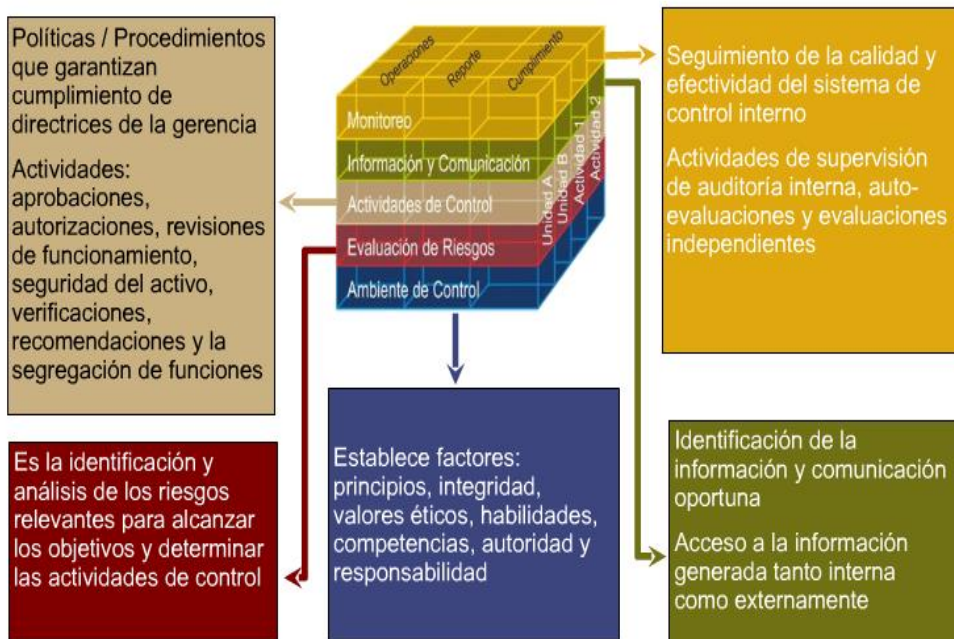 Políticas / Procedimientos
que garantizan
cumplimiento de
directrices de la gerencia
Actividades:
aprobaciones,
autorizaciones, revisiones
de funcionamiento,
seguridad del activo,
verificaciones,
recomendaciones y la
segregación de funciones
Operaciones
Reporte
Cumplimiento
Monitoreo
Información y Comunicación
Actividades de Control
Evaluación de Riesgos
Ambiente de Control
Unidad A
Unidad B
Actividad 1
Actividad 2
Seguimiento de la calidad y
efectividad del sistema de
control interno
Actividades de supervisión
de auditoría interna, auto-
evaluaciones y evaluaciones
independientes
Es la identificación y
análisis de los riesgos
relevantes para alcanzar
los objetivos y determinar
las actividades de control
Establece factores:
principios, integridad,
valores éticos, habilidades,
competencias, autoridad y
responsabilidad
Identificación de la
información y comunicación
oportuna
Acceso a la información
generada tanto interna
como externamente